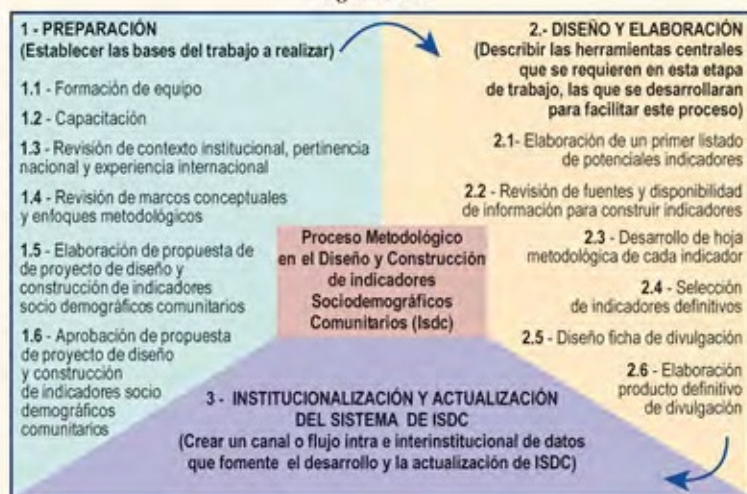 1 - PREPARACIÓN
(Establecer las bases del trabajo a realizar)
1.1 - Formación de equipo
1.2 - Capacitación
1.3 - Revisión de contexto institucional, pertinencia
nacional y experiencia internacional
1.4 - Revisión de marcos conceptuales
y enfoques metodológicos
1.5 - Elaboración de propuesta de
de proyecto de diseño y
construcción de indicadores
socio demográficos comunitarios
1.6 - Aprobación de propuesta
de proyecto de diseño
y construcción
de indicadores socio
demográficos
comunitarios
2.- DISEÑO Y ELABORACIÓN
(Describir las herramientas centrales
que se requieren en esta etapa
de trabajo, las que se desarrollaran
para facilitar este proceso)
2.1- Elaboración de un primer listado
de potenciales indicadores
2.2 - Revisión de fuentes y disponibilidad
de información para construir indicadores
2.3 - Desarrollo de hoja
metodológica de cada indicador
2.4 - Selección
de indicadores definitivos
2.5 - Diseño ficha de divulgación
2.6 - Elaboración
producto definitivo
de divulgación
Proceso Metodológico
en el Diseño y Construcción
de indicadores
Sociodemográficos
Comunitarios (Isdc)
3 - INSTITUCIONALIZACIÓN Y ACTUALIZACIÓN
DEL SISTEMA DE ISDC
(Crear un canal o flujo intra e interinstitucional de datos
que fomente el desarrollo y la actualización de ISDC)